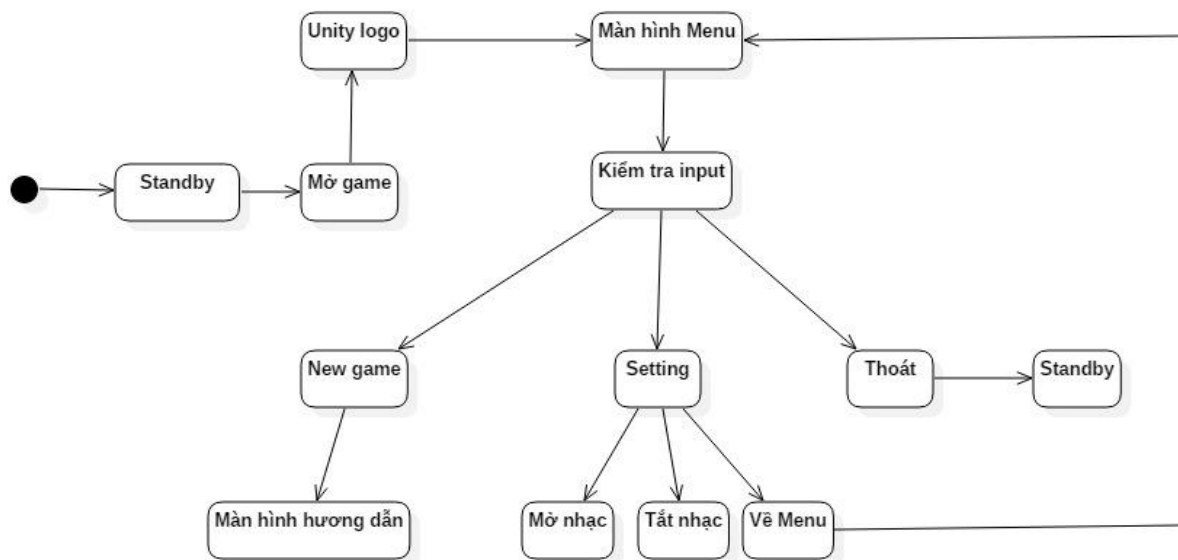 Unity logo
Màn hình Menu
Standby
Mở game
Kiểm tra input
New game
Setting
Thoát
Standby
Màn hình hương dẫn
Mở nhạc
Tắt nhạc
Về Menu